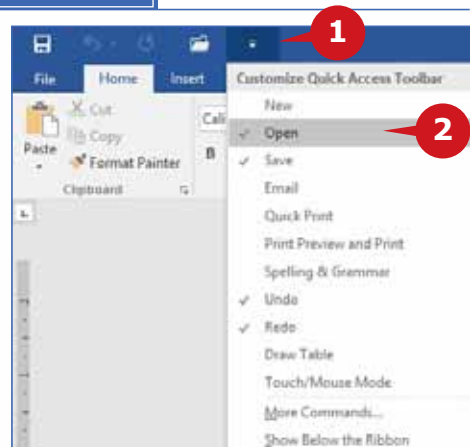 1
File Home Insert Customize Quick Access Toolbar
New
2
Open
Save
Email
Quick Print
Print Preview and Print
Spelling & Grammar
Undo
Redo
Draw Table
Touch/Mouse Mode
More Commands...
Show Below the Ribbon
Cut
Copy
Paste
Format Painter
Clipboard
Cali
B